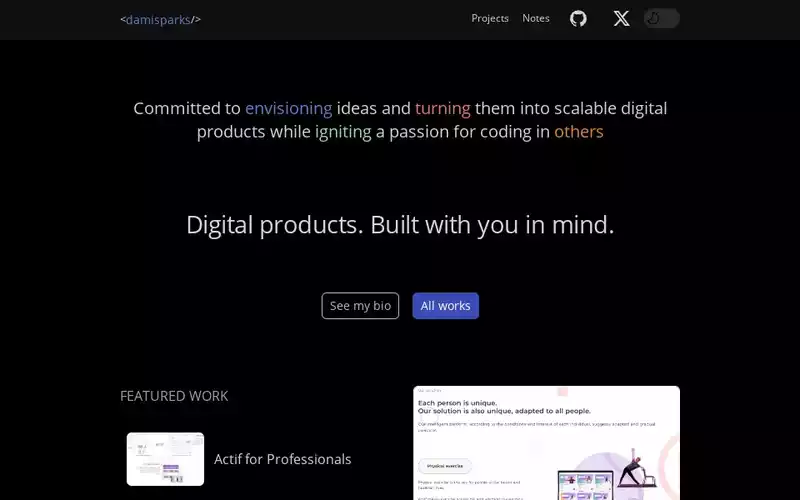 <damisparks/>
Projects
Notes
Committed to envisioning ideas and turning them into scalable digital
products while igniting a passion for coding in others
Digital products. Built with you in mind.
See my bio
All works
FEATURED WORK
Actif for Professionals
Each person is unique.
Our solution is also unique, adapted to all people.
Physical exercise